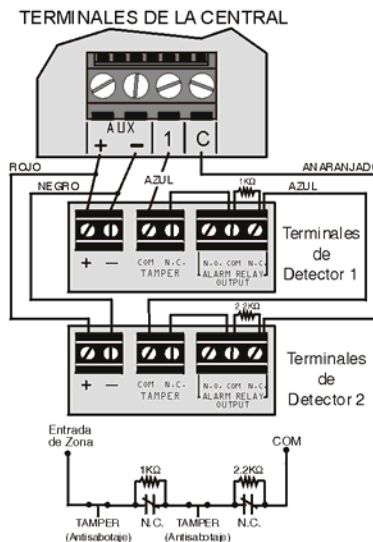 TERMINALES DE LA CENTRAL
AUX
+ – 1 C
ROJO
ANARANJADO
NEGRO
AZUL
1KΩ
AZUL
+ –
COM N.C.
TAMPER
N.O. COM N.C.
ALARM RELAY
OUTPUT
Terminales
de
Detector 1
2.2KΩ
+ –
COM N.C.
TAMPER
N.O. COM N.C.
ALARM RELAY
OUTPUT
Terminales
de
Detector 2
Entrada
de Zona
COM
1KΩ
2.2KΩ
TAMPER
(Antisabotaje)
N.C.
TAMPER
(Antisabotaje)
N.C.